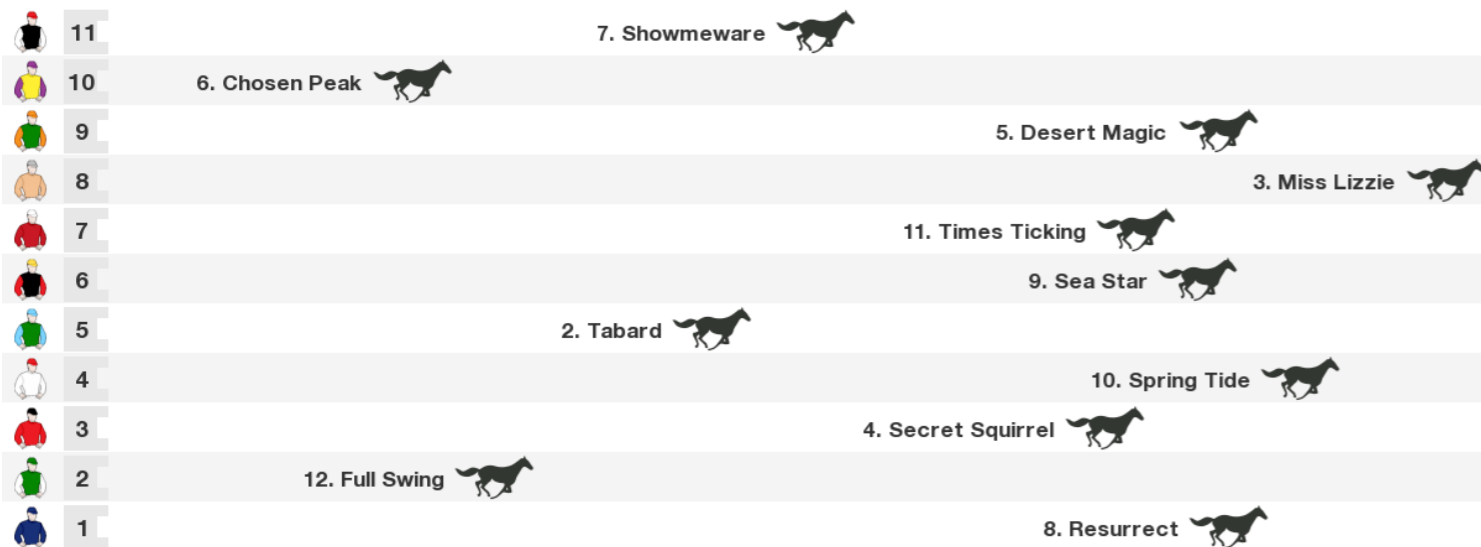 11 7. Showmeware
10 6. Chosen Peak
9 5. Desert Magic
8 3. Miss Lizzie
7 11. Times Ticking
6 9. Sea Star
5 2. Tabard
4 10. Spring Tide
3 4. Secret Squirrel
2 12. Full Swing
1 8. Resurrect